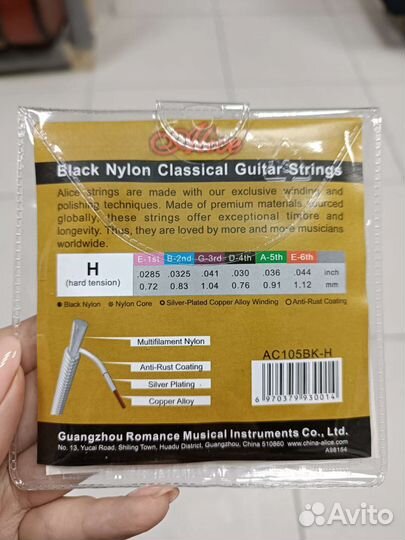 Alice
Black Nylon Classical Guitar Strings
Alice strings are made with our exclusive winding and
polishing techniques. Made of premium materials sourced
globally, these strings offer exceptional timbre and
longevity. Thus, they are loved by more and more musicians
worldwide.
H (hard tension) E-1st B-2nd G-3rd D-4th A-5th E-6th
.0285 .0325 .041 .030 .036 .044 inch
0.72 0.83 1.04 0.76 0.91 1.12 mm
Black Nylon Nylon Core Silver-Plated Copper Alloy Winding Anti-Rust Coating
Multifilament Nylon
Anti-Rust Coating
Silver Plating
Copper Alloy
AC105BK-H
6 970379 930014
Guangzhou Romance Musical Instruments Co., Ltd.
No. 13, Yucai Road, Shiling Town, Huadu District, Guangzhou, China 510860 www.china-alice.com
A98154
Avito